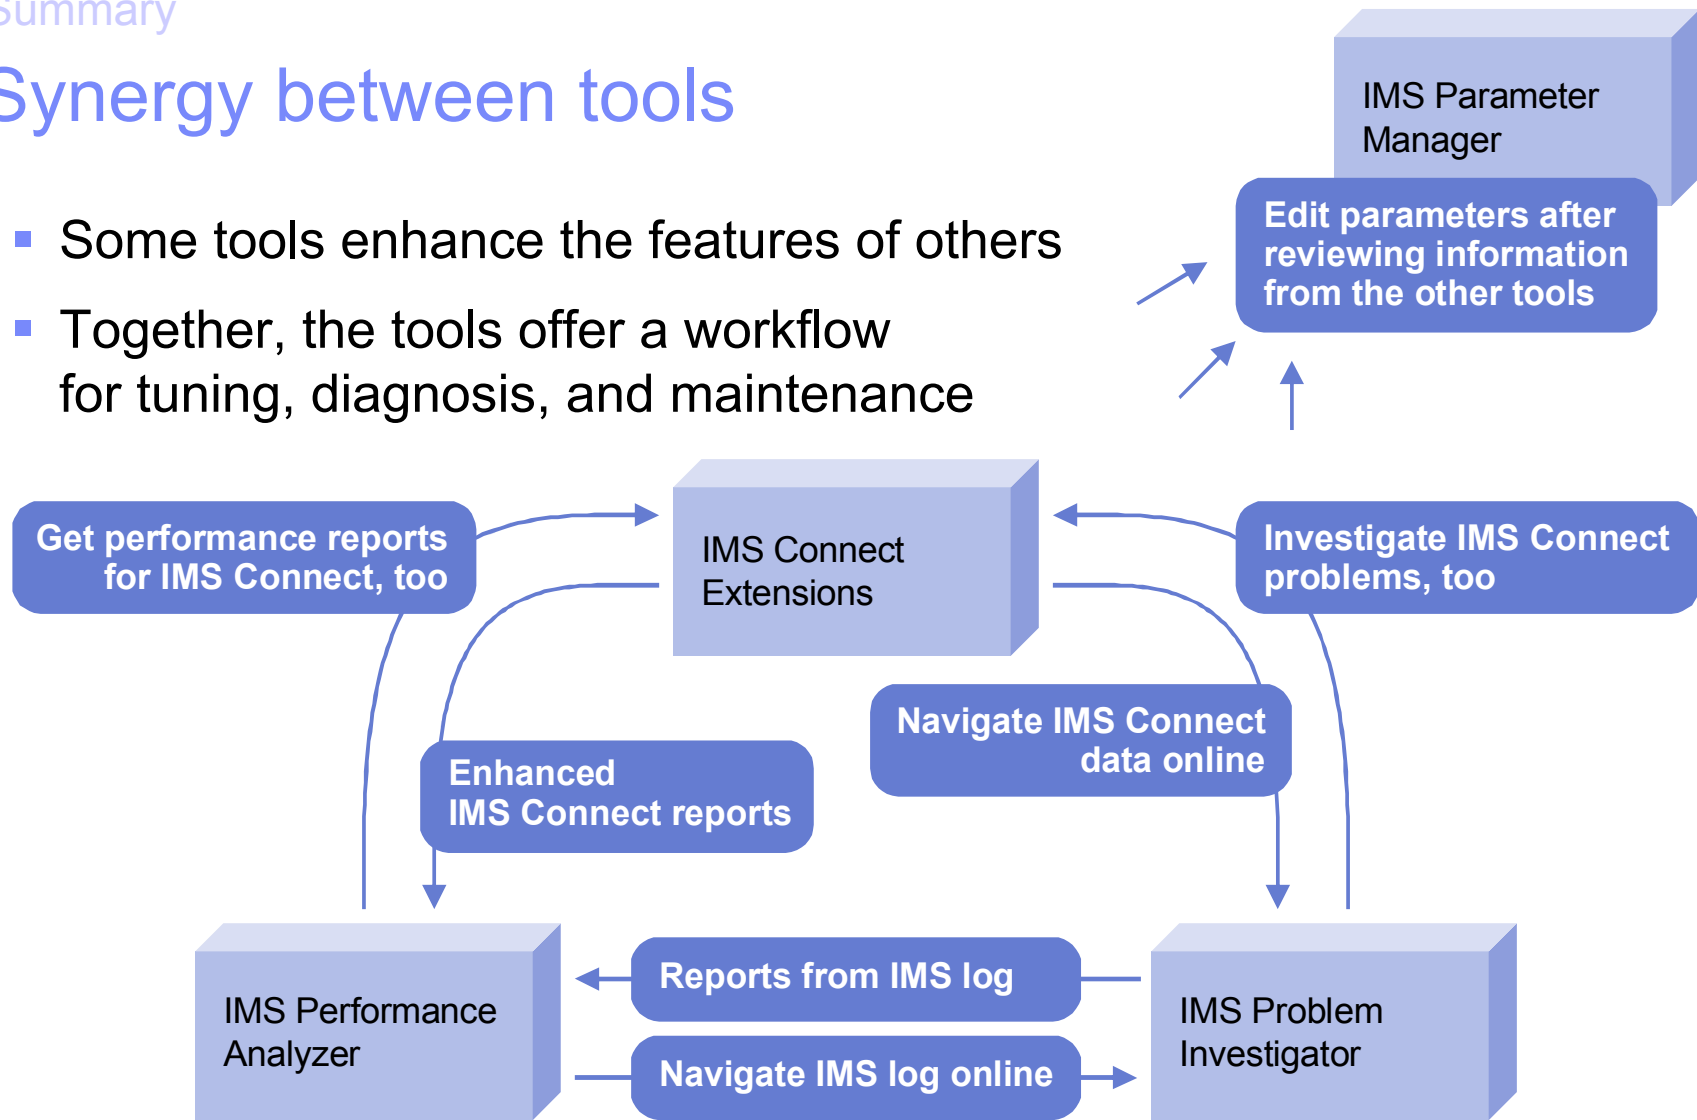 Summary
Synergy between tools
IMS Parameter
Manager
Edit parameters after
reviewing information
from the other tools
Some tools enhance the features of others
Together, the tools offer a workflow
for tuning, diagnosis, and maintenance
Get performance reports
for IMS Connect, too
IMS Connect
Extensions
Investigate IMS Connect
problems, too
Enhanced
IMS Connect reports
Navigate IMS Connect
data online
IMS Performance
Analyzer
Reports from IMS log
Navigate IMS log online
IMS Problem
Investigator